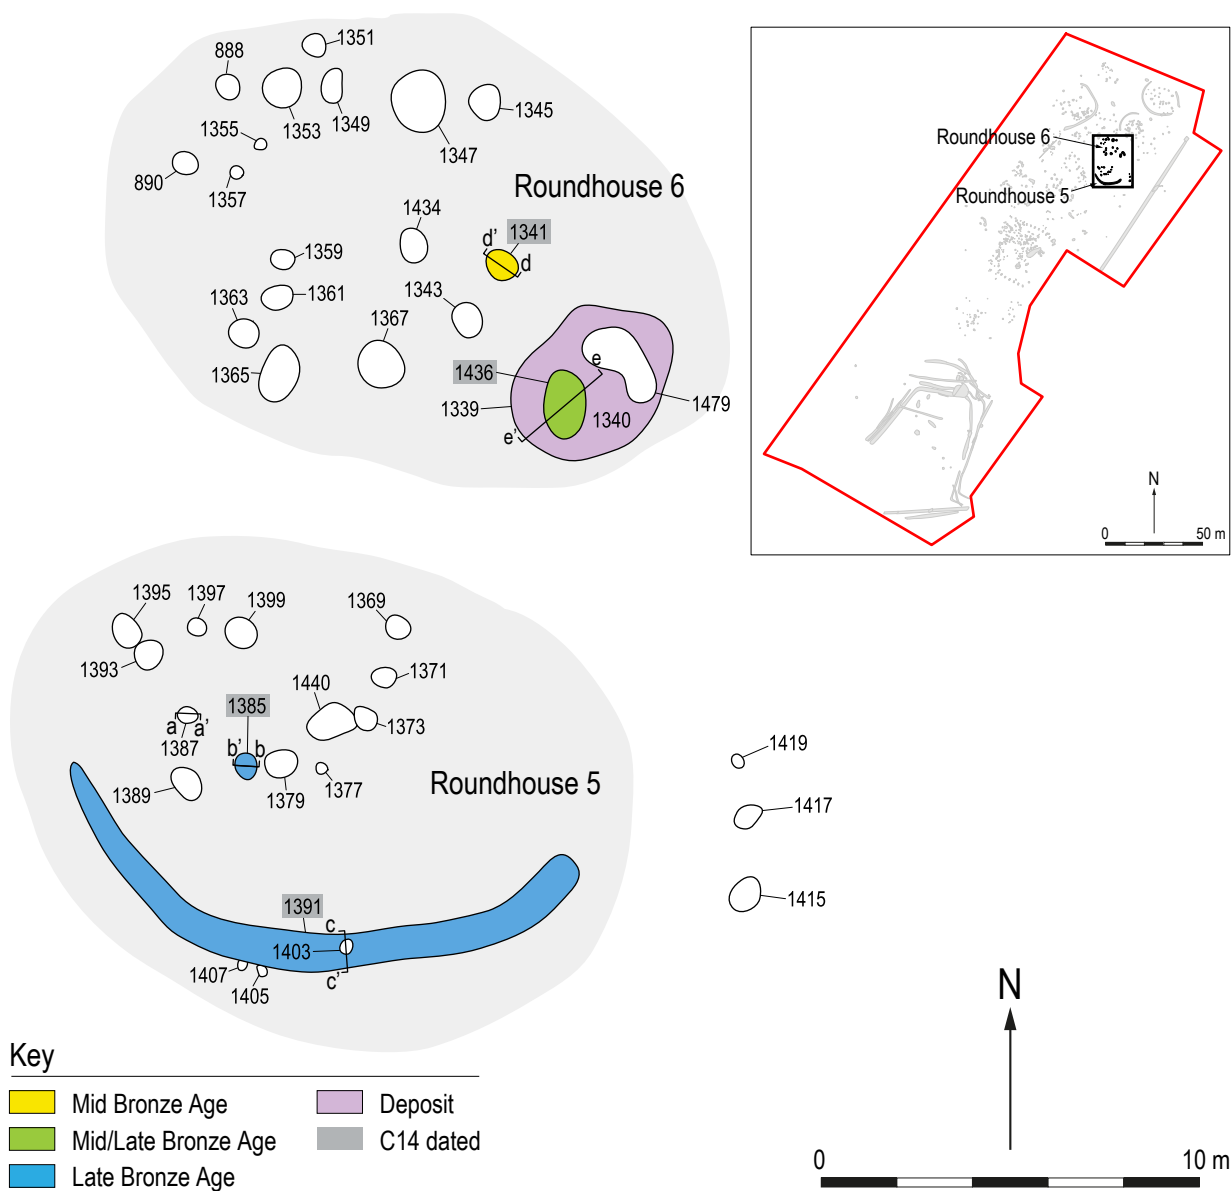 1351
888
1355
1353
1349
1347
1345
890
1357
Roundhouse 6
1434
d'
1341
d
1359
1361
1343
1363
1367
1365
1436
e
1339
1340
1479
e'
Roundhouse 6
Roundhouse 5
N
0
50 m
1395
1397
1399
1369
1393
1371
1440
1385
1373
a
a'
1387
b'
b
1389
1379
1377
Roundhouse 5
1419
1417
1415
1391
c
1403
c'
1407
1405
Key
Mid Bronze Age
Mid/Late Bronze Age
Late Bronze Age
Deposit
C14 dated
N
0
10 m